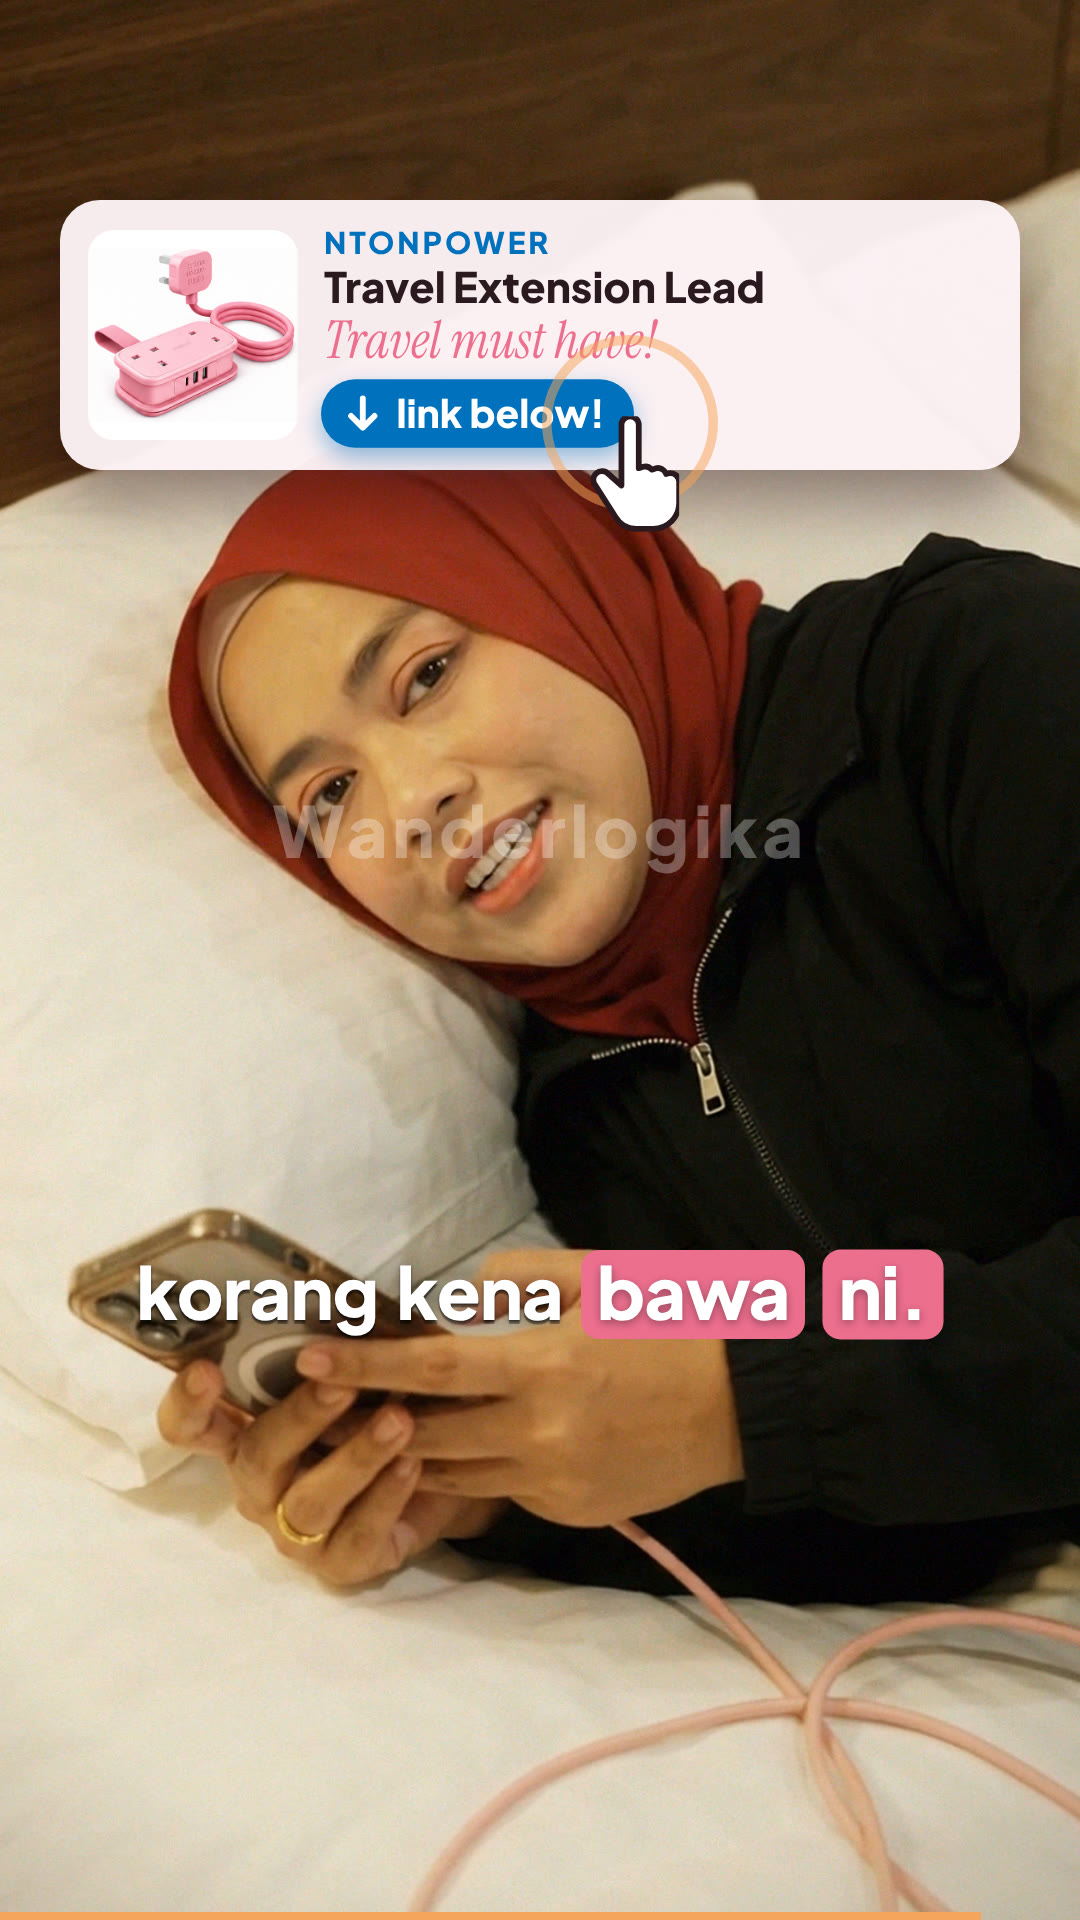 NTONPOWER
Travel Extension Lead
Travel must have!
link below!
Wanderlogika
korang kena bawa ni.